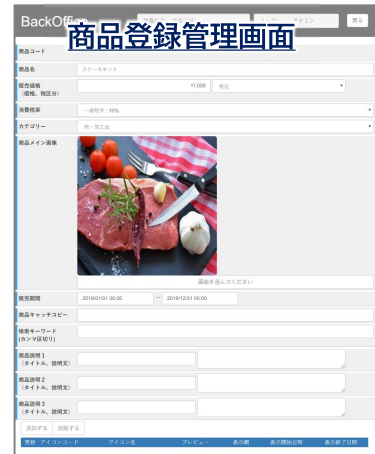 BackOffice
戻る
商品登録管理画面
商品コード
商品名
ステーキセット
販売価格
(価格、税区分)
11,000
税込
消費税率
一般税率:10%
カテゴリー
肉・加工品
商品メイン画像
画像を選んでください
販売期間
2019/01/01 00:00
2019/12/31 00:00
商品キャッチコピー
検索キーワード
(カンマ区切り)
商品説明1
(タイトル、説明文)
商品説明2
(タイトル、説明文)
商品説明3
(タイトル、説明文)
追加する 削除する
更新 アイコンコード アイコン名 プレビュー 表示順 表示開始日時 表示終了日時